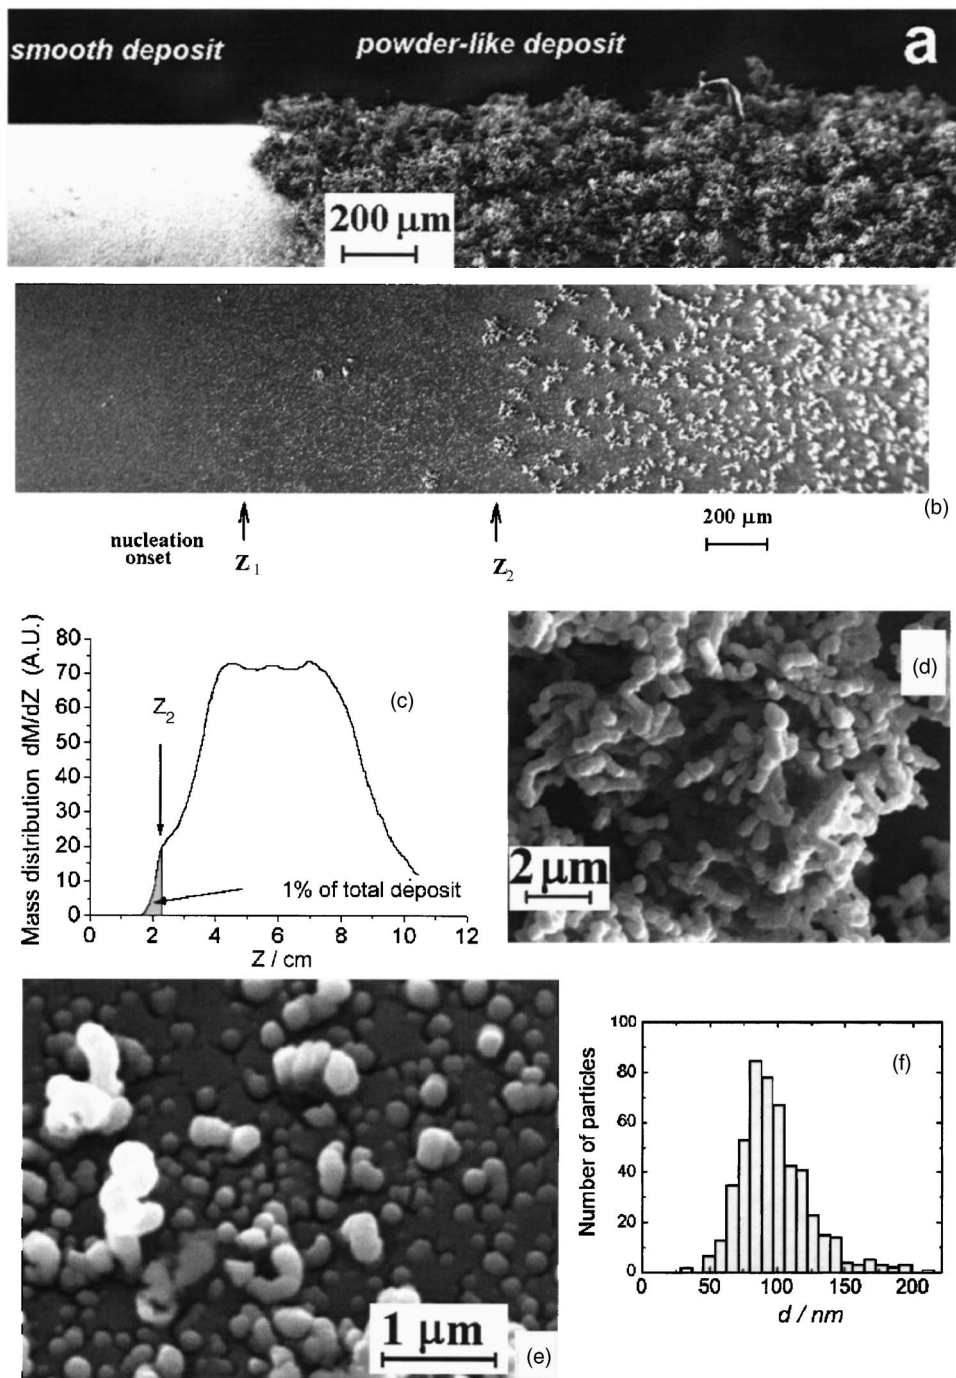 smooth deposit
powder-like deposit
a
200 μm
(b)
nucleation
onset
Z1
Z2
200 μm
Mass distribution dM/dZ (A.U.)
80
70
60
50
40
30
20
10
0
Z2
(c)
1% of total deposit
0 2 4 6 8 10 12
Z / cm
(d)
2 μm
1 μm
(e)
Number of particles
100
80
60
40
20
0
(f)
0 50 100 150 200
d / nm